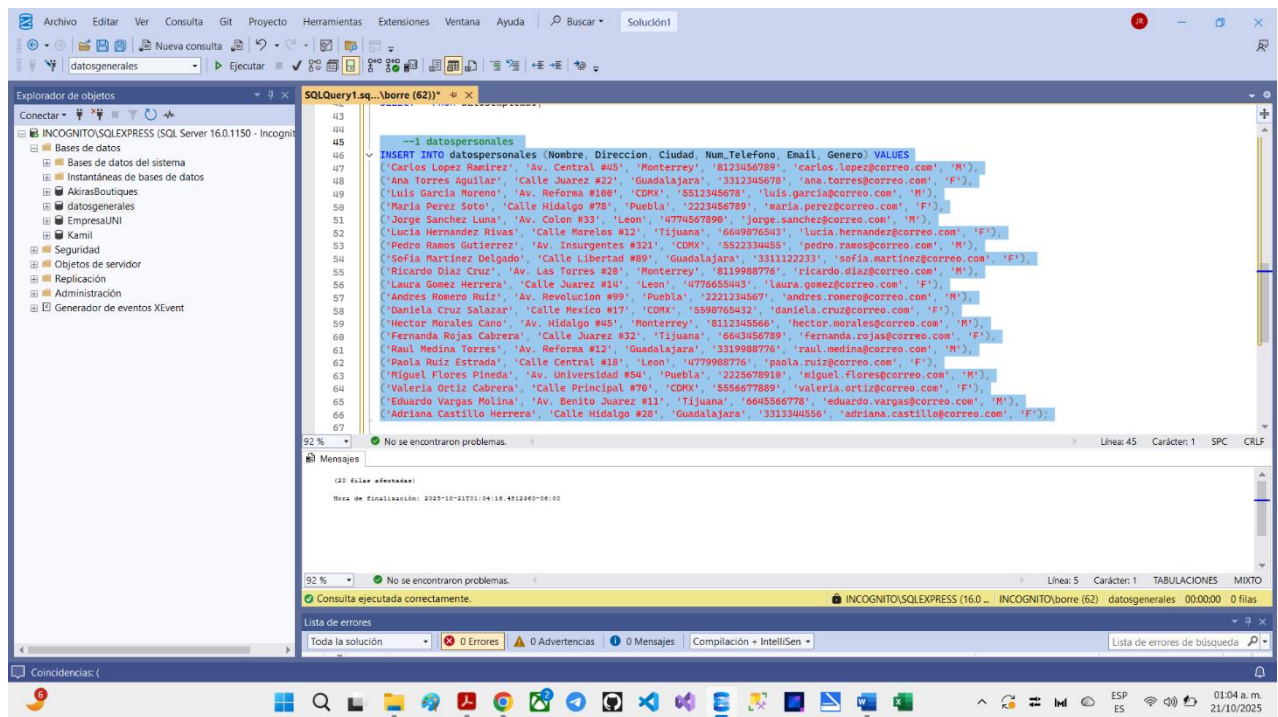 Archivo Editar Ver Consulta Git Proyecto Herramientas Extensiones Ventana Ayuda Buscar Solución1 JR
Nueva consulta
datosgenerales Ejecutar
Explorador de objetos
Conectar
INCOGNITO\SQLEXPRESS (SQL Server 16.0.1150 - Incognit
Bases de datos
Bases de datos del sistema
Instantáneas de bases de datos
AkirasBoutiques
datosgenerales
EmpresaUNI
Kamil
Seguridad
Objetos de servidor
Replicación
Administración
Generador de eventos XEvent
SQLQuery1.sq...\borre (62))*
43
44
45 --1 datospersonales
46 INSERT INTO datospersonales (Nombre, Direccion, Ciudad, Num_Telefono, Email, Genero) VALUES
47 ('Carlos Lopez Ramirez', 'Av. Central #45', 'Monterrey', '8123456789', 'carlos.lopez@correo.com', 'M'),
48 ('Ana Torres Aguilar', 'Calle Juarez #22', 'Guadalajara', '3312345678', 'ana.torres@correo.com', 'F'),
49 ('Luis Garcia Moreno', 'Av. Reforma #100', 'CDMX', '5512345678', 'luis.garcia@correo.com', 'M'),
50 ('Maria Perez Soto', 'Calle Hidalgo #78', 'Puebla', '2223456789', 'maria.perez@correo.com', 'F'),
51 ('Jorge Sanchez Luna', 'Av. Colon #33', 'Leon', '4774567890', 'jorge.sanchez@correo.com', 'M'),
52 ('Lucia Hernandez Rivas', 'Calle Morelos #12', 'Tijuana', '6649876543', 'lucia.hernandez@correo.com', 'F'),
53 ('Pedro Ramos Gutierrez', 'Av. Insurgentes #321', 'CDMX', '5522334455', 'pedro.ramos@correo.com', 'M'),
54 ('Sofia Martinez Delgado', 'Calle Libertad #89', 'Guadalajara', '3311122233', 'sofia.martinez@correo.com', 'F'),
55 ('Ricardo Diaz Cruz', 'Av. Las Torres #20', 'Monterrey', '8119988776', 'ricardo.diaz@correo.com', 'M'),
56 ('Laura Gomez Herrera', 'Calle Juarez #14', 'Leon', '4776655443', 'laura.gomez@correo.com', 'F'),
57 ('Andres Romero Ruiz', 'Av. Revolucion #99', 'Puebla', '2221234567', 'andres.romero@correo.com', 'M'),
58 ('Daniela Cruz Salazar', 'Calle Mexico #17', 'CDMX', '5598765432', 'daniela.cruz@correo.com', 'F'),
59 ('Hector Morales Cano', 'Av. Hidalgo #45', 'Monterrey', '8112345566', 'hector.morales@correo.com', 'M'),
60 ('Fernanda Rojas Cabrera', 'Calle Juarez #32', 'Tijuana', '6643456789', 'fernanda.rojas@correo.com', 'F'),
61 ('Raul Medina Torres', 'Av. Reforma #12', 'Guadalajara', '3319988776', 'raul.medina@correo.com', 'M'),
62 ('Paola Ruiz Estrada', 'Calle Central #18', 'Leon', '4779988776', 'paola.ruiz@correo.com', 'F'),
63 ('Miguel Flores Pineda', 'Av. Universidad #54', 'Puebla', '2225678910', 'miguel.flores@correo.com', 'M'),
64 ('Valeria Ortiz Cabrera', 'Calle Principal #70', 'CDMX', '5556677889', 'valeria.ortiz@correo.com', 'F'),
65 ('Eduardo Vargas Molina', 'Av. Benito Juarez #11', 'Tijuana', '6645566778', 'eduardo.vargas@correo.com', 'M'),
66 ('Adriana Castillo Herrera', 'Calle Hidalgo #28', 'Guadalajara', '3313344556', 'adriana.castillo@correo.com', 'F');
67
92 % No se encontraron problemas. Línea: 45 Carácter: 1 SPC CRLF
Mensajes
(20 filas afectadas)
Hora de finalización: 2025-10-21T01:04:16.4812360-06:00
92 % No se encontraron problemas. Línea: 5 Carácter: 1 TABULACIONES MIXTO
Consulta ejecutada correctamente. INCOGNITO\SQLEXPRESS (16.0 ... INCOGNITO\borre (62) datosgenerales 00:00:00 0 filas
Lista de errores
Toda la solución 0 Errores 0 Advertencias 0 Mensajes Compilación + IntelliSen Lista de errores de búsqueda
Coincidencias: (
6 ESP 01:04 a. m.
ES 21/10/2025